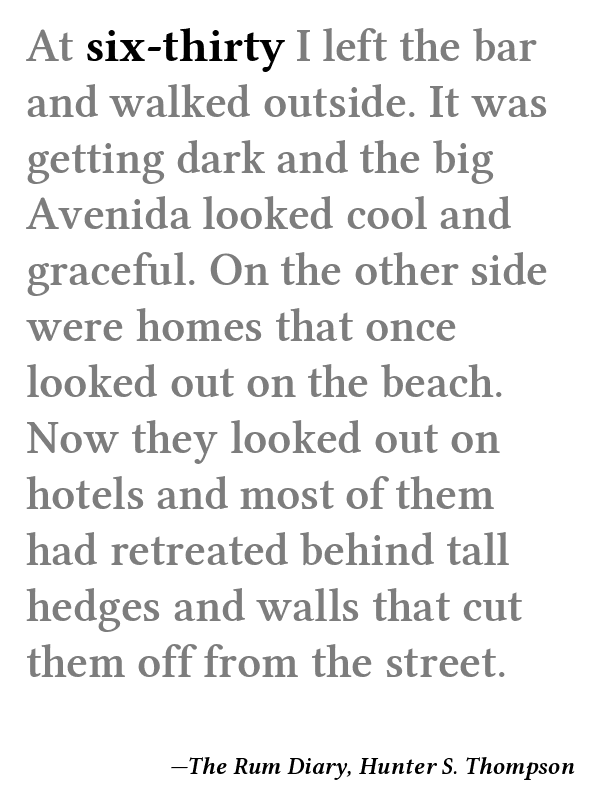 At six-thirty I left the bar
and walked outside. It was
getting dark and the big
Avenida looked cool and
graceful. On the other side
were homes that once
looked out on the beach.
Now they looked out on
hotels and most of them
had retreated behind tall
hedges and walls that cut
them off from the street.
—The Rum Diary, Hunter S. Thompson